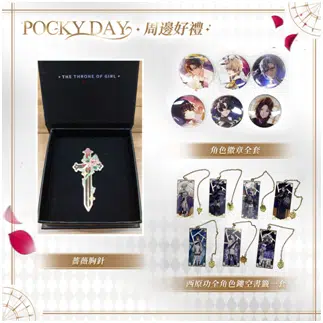 POCKY DAY · 周邊好禮 ·
· THE THRONE OF GIRL ·
角色徽章全套
薔薇胸針
西原功全角色鏤空書籤一套